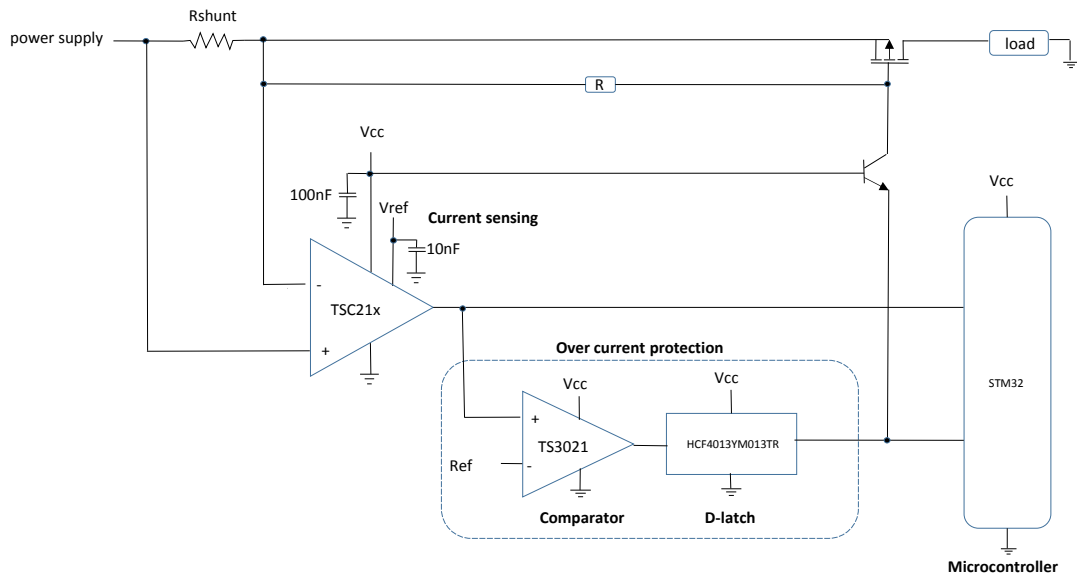 Rshunt
power supply
load
R
Vcc
100nF
Vref
Current sensing
10nF
Vcc
-
TSC21x
+
Over current protection
Vcc
Vcc
STM32
+
TS3021
HCF4013YM013TR
Ref
-
Comparator
D-latch
Microcontroller